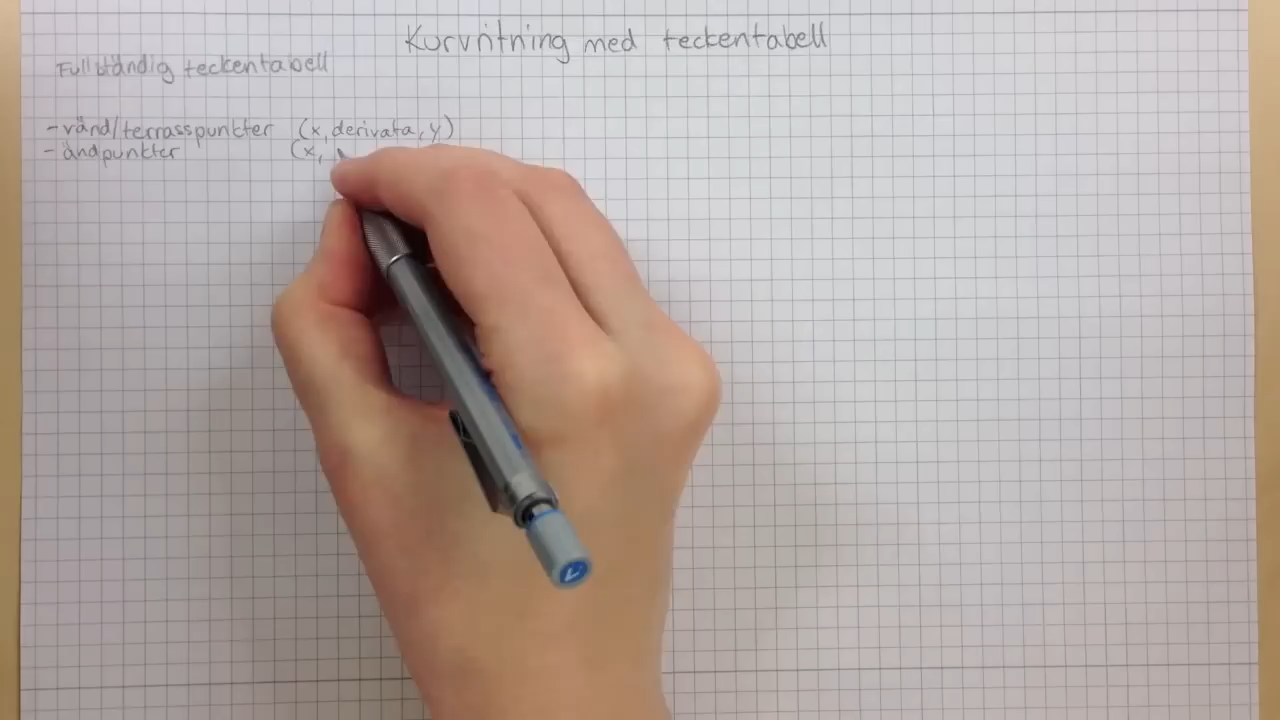 Kurvritning med teckentabell
Fullständig teckentabell
-vänd/terrasspunkter (x, derivata, y)
-ändpunkter (x,